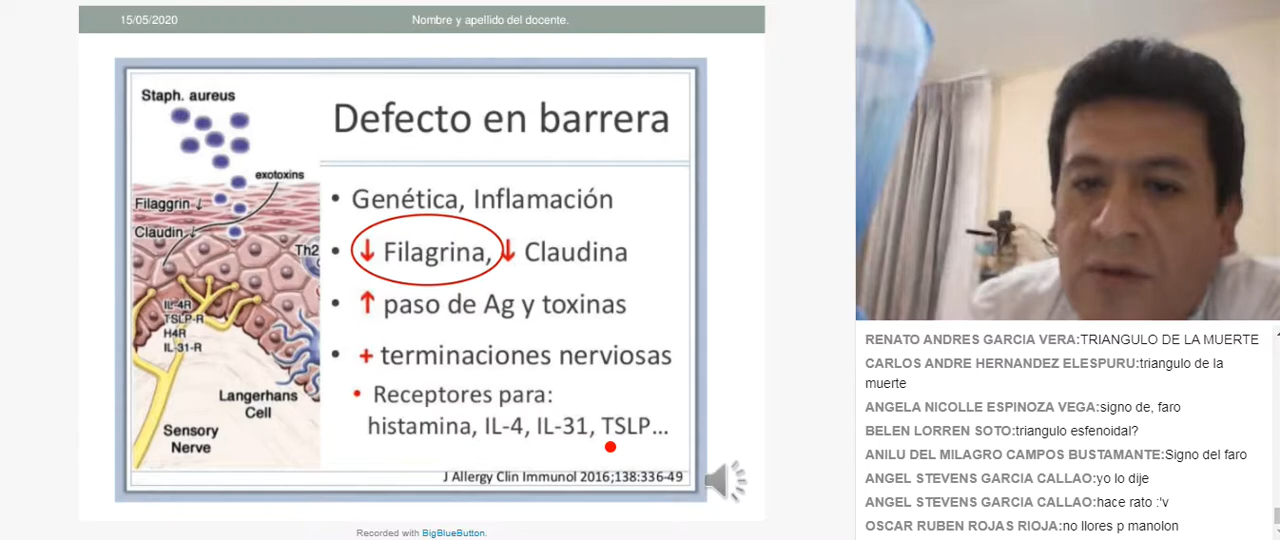 15/05/2020
Nombre y apellido del docente.
Staph. aureus
exotoxins
Filaggrin ↓
Claudin ↓
Th2
IL-4R
TSLP-R
H4R
IL-31-R
Langerhans
Cell
Sensory
Nerve
Defecto en barrera
• Genética, Inflamación
• ↓ Filagrina, ↓ Claudina
• ↑ paso de Ag y toxinas
• + terminaciones nerviosas
• Receptores para:
histamina, IL-4, IL-31, TSLP...
J Allergy Clin Immunol 2016;138:336-49
Recorded with BigBlueButton.
RENATO ANDRES GARCIA VERA:TRIANGULO DE LA MUERTE
CARLOS ANDRE HERNANDEZ ELESPURU:triangulo de la
muerte
ANGELA NICOLLE ESPINOZA VEGA:signo de, faro
BELEN LORREN SOTO:triangulo esfenoidal?
ANILU DEL MILAGRO CAMPOS BUSTAMANTE:Signo del faro
ANGEL STEVENS GARCIA CALLAO:yo lo dije
ANGEL STEVENS GARCIA CALLAO:hace rato :'v
OSCAR RUBEN ROJAS RIOJA:no llores p manolon